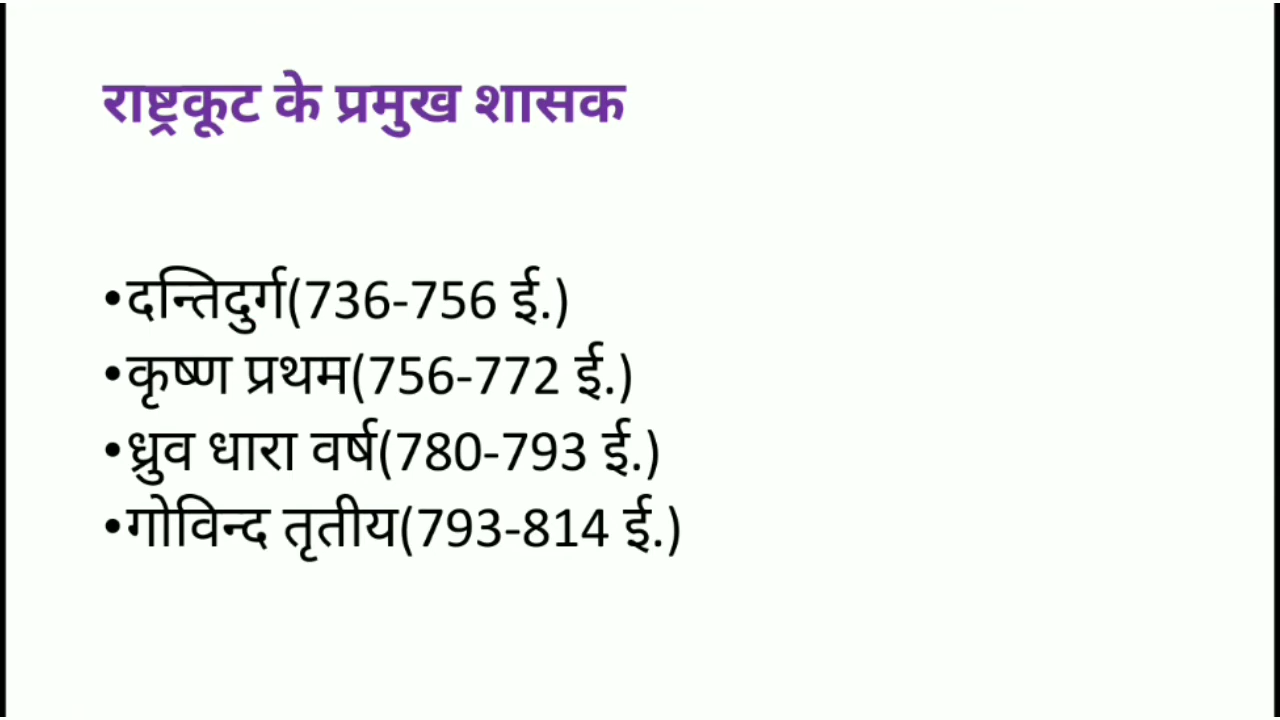 राष्ट्रकूट के प्रमुख शासक
•दन्तिदुर्ग(736-756 ई.)
•कृष्ण प्रथम(756-772 ई.)
•ध्रुव धारा वर्ष(780-793 ई.)
•गोविन्द तृतीय(793-814 ई.)